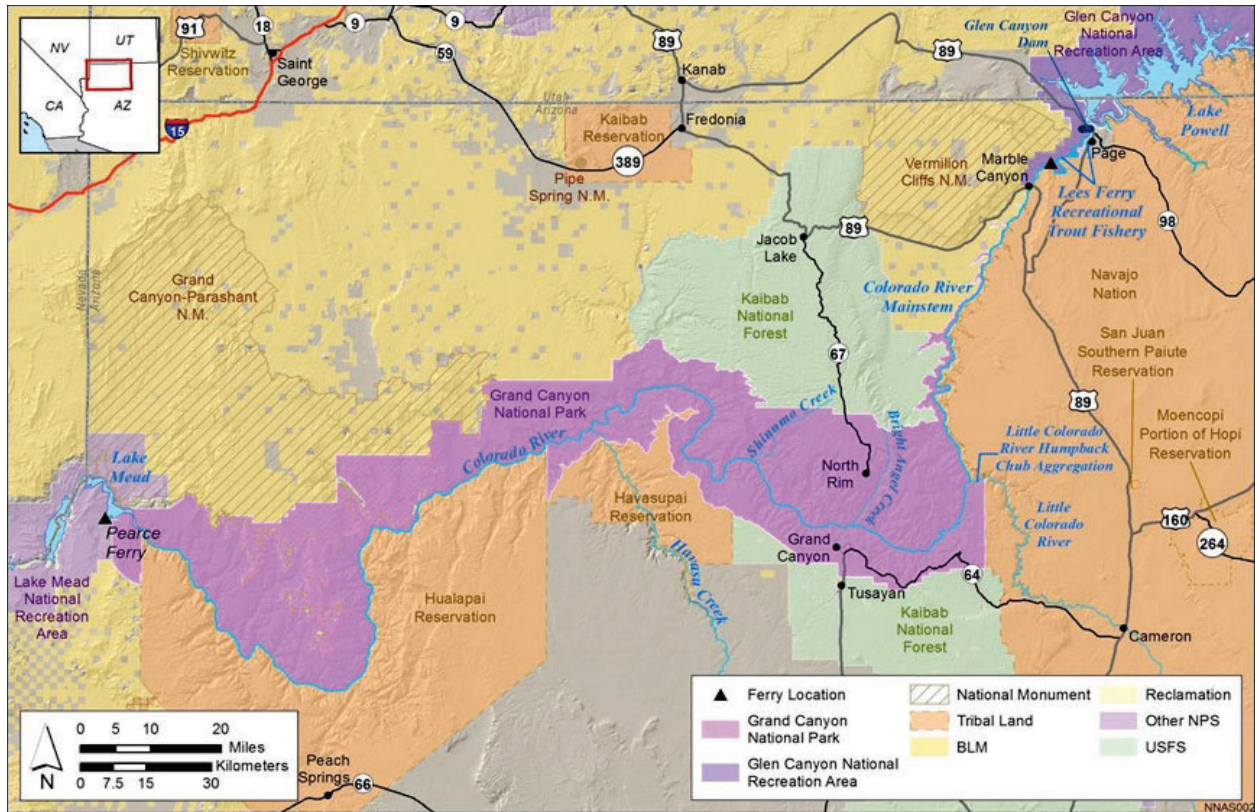 NV
UT
CA
AZ
91
18
9
9
59
15
89
89
Shivwitz
Reservation
Saint
George
Kanab
Fredonia
Utah
Arizona
Kaibab
Reservation
389
Pipe
Spring N.M.
Glen Canyon
Dam
Glen Canyon
National
Recreation Area
Lake
Powell
Page
Vermilion
Cliffs N.M.
Marble
Canyon
Lees Ferry
Recreational
Trout Fishery
98
Jacob
Lake
89
Nevada
Arizona
Grand
Canyon-Parashant
N.M.
Kaibab
National
Forest
Colorado River
Mainstem
Navajo
Nation
San Juan
Southern Paiute
Reservation
67
89
Moencopi
Portion of Hopi
Reservation
Grand Canyon
National Park
Colorado River
Shinumo Creek
Bright Angel Creek
North
Rim
Little Colorado
River Humpback
Chub Aggregation
Little
Colorado
River
160
264
Lake
Mead
Pearce
Ferry
Lake Mead
National
Recreation
Area
Hualapai
Reservation
Havasupai
Reservation
Havasu Creek
Grand
Canyon
Tusayan
64
Kaibab
National
Forest
Cameron
Peach
Springs
66
0 5 10 20
Miles
Kilometers
0 7.5 15 30
N
Ferry Location
Grand Canyon
National Park
Glen Canyon National
Recreation Area
National Monument
Tribal Land
BLM
Reclamation
Other NPS
USFS
NNAS002